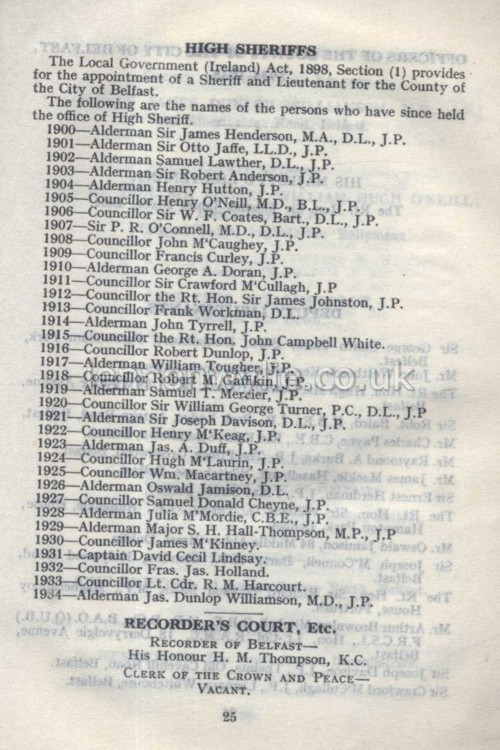 HIGH SHERIFFS
The Local Government (Ireland) Act, 1898, Section (1) provides
for the appointment of a Sheriff and Lieutenant for the County of
the City of Belfast.
The following are the names of the persons who have since held
the office of High Sheriff.
1900—Alderman Sir James Henderson, M.A., D.L., J.P.
1901—Alderman Sir Otto Jaffe, LL.D., J.P.
1902—Alderman Samuel Lawther, D.L., J.P.
1903—Alderman Sir Robert Anderson, J.P.
1904—Alderman Henry Hutton, J.P.
1905—Councillor Henry O'Neill, M.D., B.L., J.P.
1906—Councillor Sir W. F. Coates, Bart., D.L., J.P.
1907—Sir P. R. O'Connell, M.D., D.L., J.P.
1908—Councillor John M'Caughey, J.P.
1909—Councillor Francis Curley, J.P.
1910—Alderman George A. Doran, J.P.
1911—Councillor Sir Crawford M'Cullagh, J.P
1912—Councillor the Rt. Hon. Sir James Johnston, J.P.
1913—Councillor Frank Workman, D.L.
1914—Alderman John Tyrrell, J.P.
1915—Councillor the Rt. Hon. John Campbell White.
1916—Councillor Robert Dunlop, J.P.
1917—Alderman William Tougher, J.P.
1918—Councillor Robert M. Gaffikin, J.P.
1919—Alderman Samuel T. Mercier, J.P.
1920—Councillor Sir William George Turner, P.C., D.L., J.P
1921—Alderman Sir Joseph Davison, D.L., J.P.
1922—Councillor Henry M'Keag, J.P.
1923—Alderman Jas. A. Duff, J.P.
1924—Councillor Hugh M'Laurin, J.P.
1925—Councillor Wm. Macartney, J.P.
1926—Alderman Oswald Jamison, D.L.
1927—Councillor Samuel Donald Cheyne, J.P.
1928—Alderman Julia M'Mordie, C.B.E., J.P.
1929—Alderman Major S. H. Hall-Thompson, M.P., J.P
1930—Councillor James M'Kinney.
1931—Captain David Cecil Lindsay.
1932—Councillor Fras. Jas. Holland.
1933—Councillor Lt. Cdr. R. M. Harcourt.
1934—Alderman Jas. Dunlop Williamson, M.D., J.P.
RECORDER'S COURT, Etc.
RECORDER OF BELFAST—
His Honour H. M. Thompson, K.C.
CLERK OF THE CROWN AND PEACE—
VACANT.
25